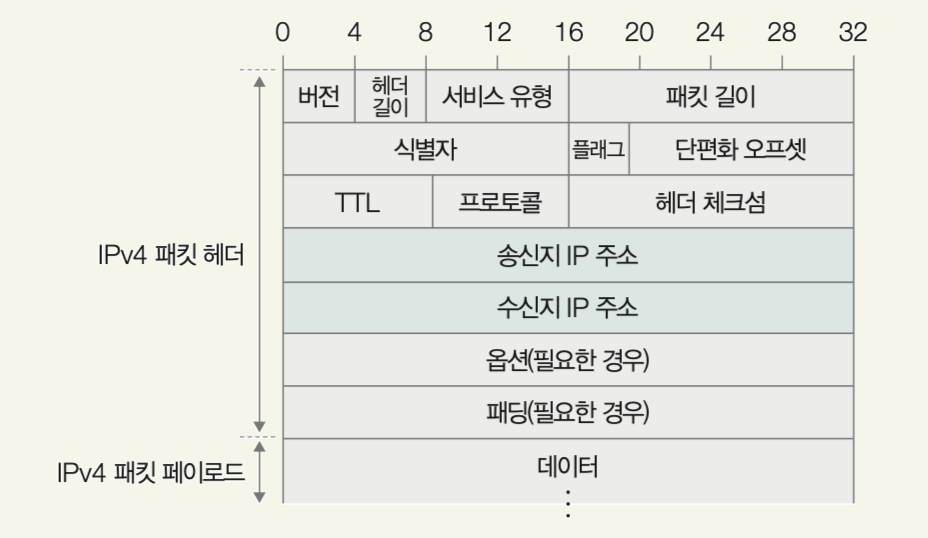 0 4 8 12 16 20 24 28 32
버전 헤더 길이 서비스 유형 패킷 길이
식별자 플래그 단편화 오프셋
TTL 프로토콜 헤더 체크섬
IPv4 패킷 헤더
송신지 IP 주소
수신지 IP 주소
옵션(필요한 경우)
패딩(필요한 경우)
IPv4 패킷 페이로드
데이터